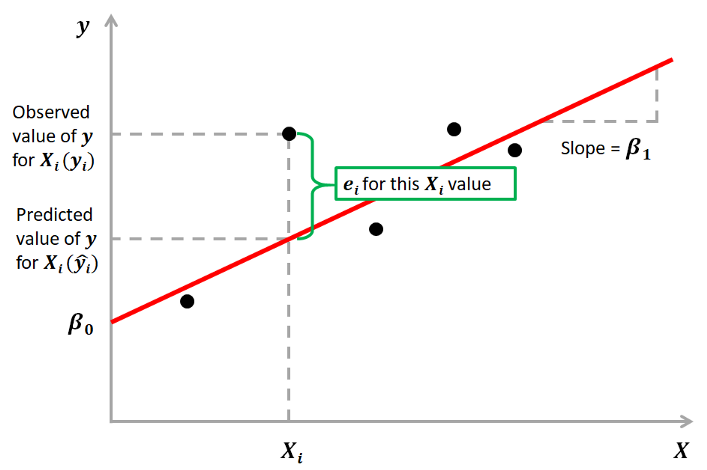 y
Observed
value of y
for Xᵢ(yᵢ)
eᵢ for this Xᵢ value
Slope = β₁
Predicted
value of y
for Xᵢ(ŷᵢ)
β₀
Xᵢ
X